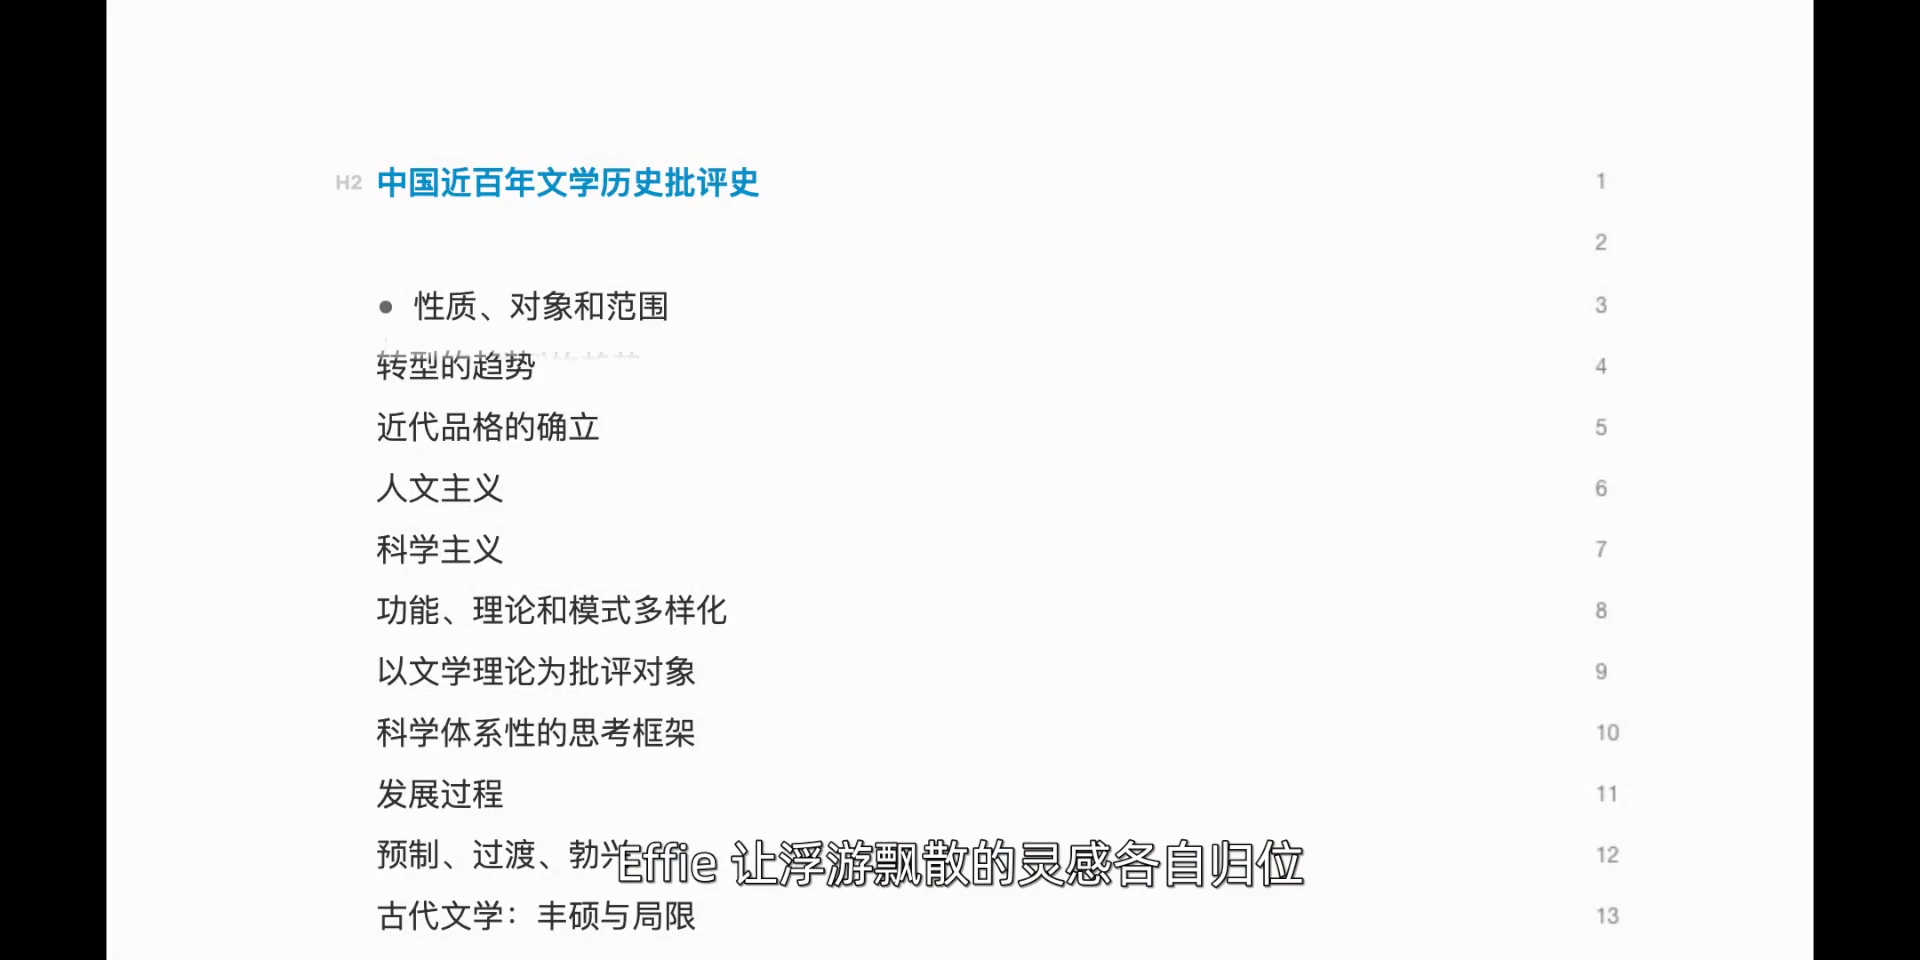 H2 中国近百年文学历史批评史 1
2
• 性质、对象和范围 3
转型的趋势 4
近代品格的确立 5
人文主义 6
科学主义 7
功能、理论和模式多样化 8
以文学理论为批评对象 9
科学体系性的思考框架 10
发展过程 11
预制、过渡、勃兴 12
Effie 让浮游飘散的灵感各自归位
古代文学：丰硕与局限 13